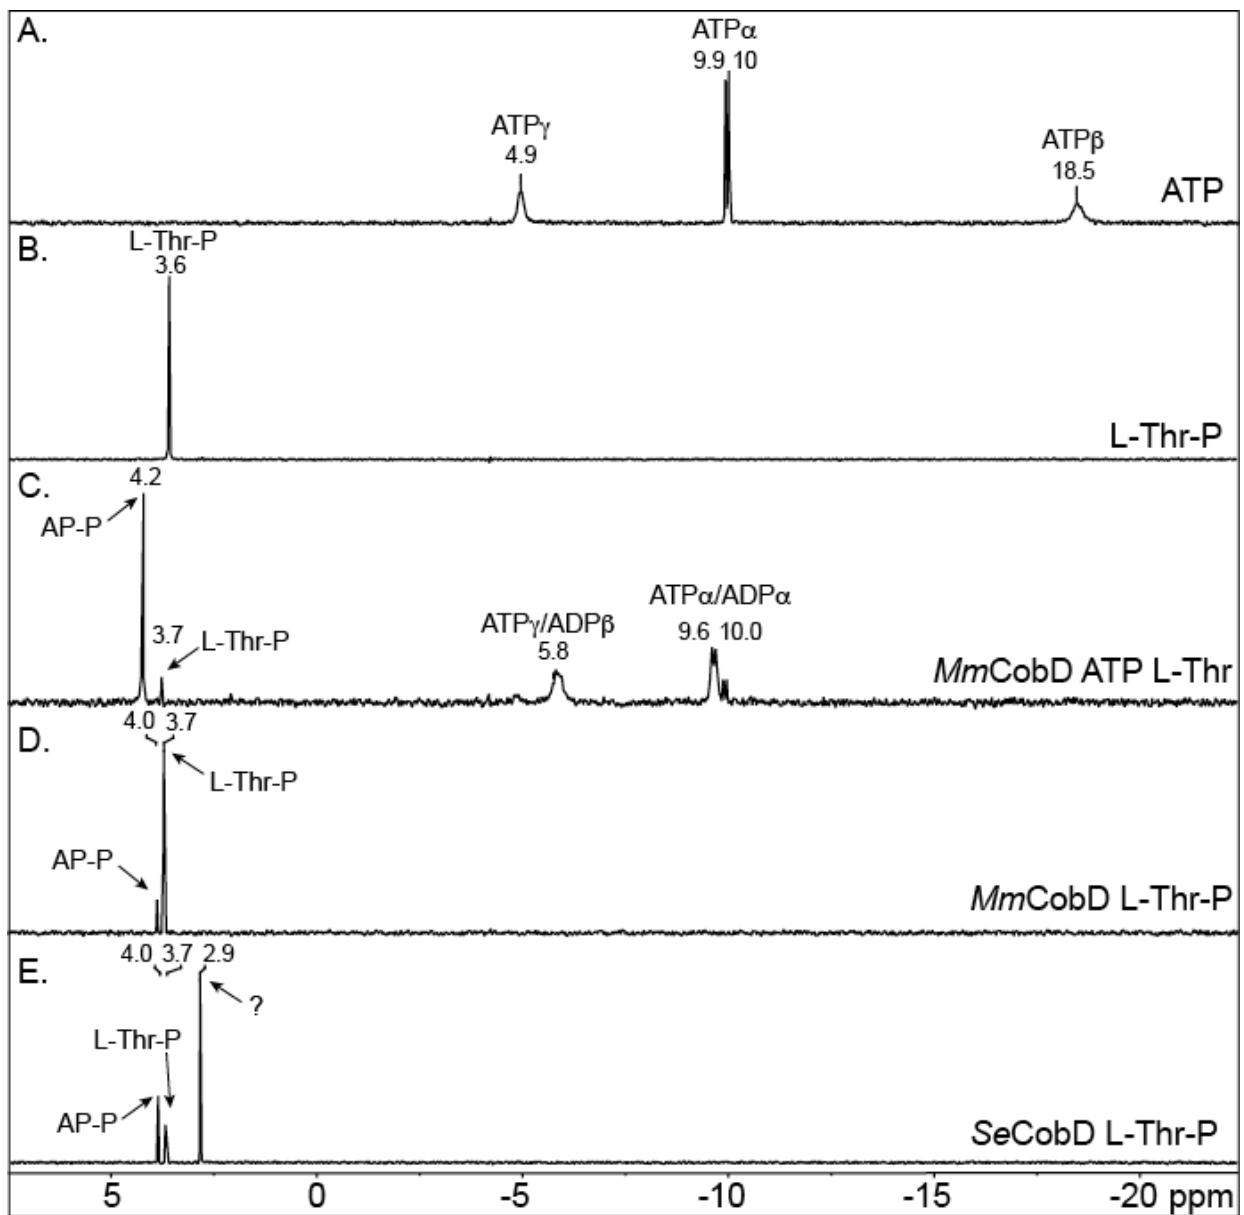 A.
ATPα
9.9 10
ATPγ
4.9
ATPβ
18.5
ATP
B.
L-Thr-P
3.6
L-Thr-P
C.
4.2
AP-P
3.7
L-Thr-P
ATPγ/ADPβ
5.8
ATPα/ADPα
9.6 10.0
MmCobD ATP L-Thr
D.
4.0 3.7
L-Thr-P
AP-P
MmCobD L-Thr-P
E.
4.0 3.7 2.9
?
L-Thr-P
AP-P
SeCobD L-Thr-P
5 0 -5 -10 -15 -20 ppm